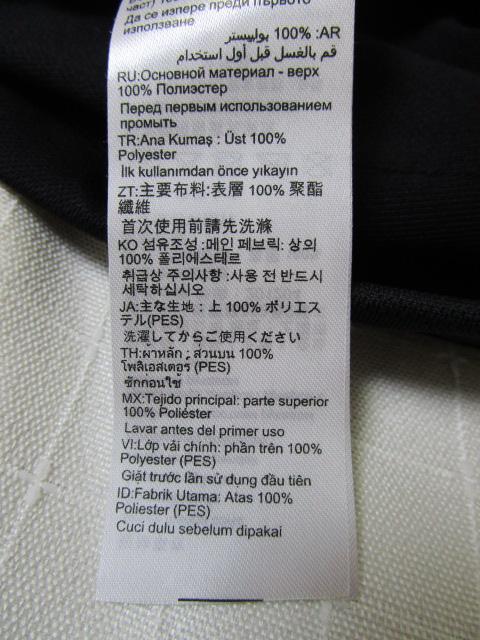 част) 100%
Да се изпере преди първото
използване
AR: 100% بوليستر
قم بالغسل قبل أول استخدام
RU:Основной материал - верх
100% Полиэстер
Перед первым использованием
промыть
TR:Ana Kumaş : Üst 100%
Polyester
İlk kullanımdan önce yıkayın
ZT:主要布料:表層 100% 聚酯
纖維
首次使用前請先洗滌
KO 섬유조성 :메인 페브릭: 상의
100% 폴리에스테르
취급상 주의사항 :사용 전 반드시
세탁하십시오
JA:主な生地 : 上 100% ポリエス
テル(PES)
洗濯してからご使用ください
TH:ผ้าหลัก : ส่วนบน 100%
โพลิเอสเตอร (PES)
ซักก่อนใช้
MX:Tejido principal: parte superior
100% Poliéster
Lavar antes del primer uso
VI:Lớp vải chính: phần trên 100%
Polyester (PES)
Giặt trước lần sử dụng đầu tiên
ID:Fabrik Utama: Atas 100%
Poliester (PES)
Cuci dulu sebelum dipakai